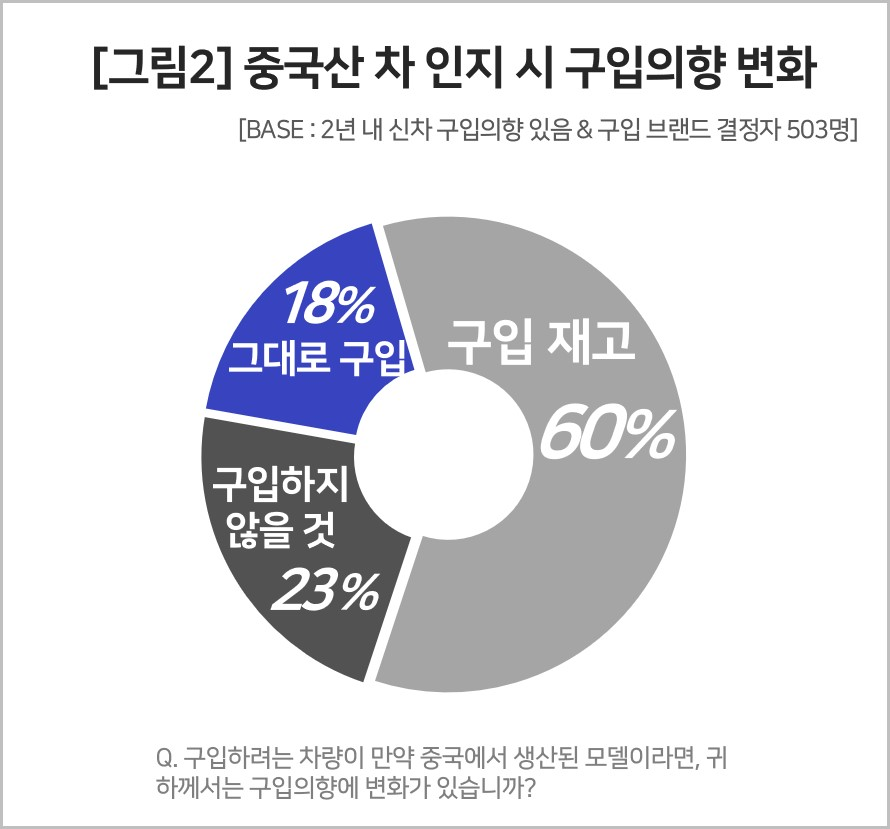 [그림2] 중국산 차 인지 시 구입의향 변화
[BASE : 2년 내 신차 구입의향 있음 & 구입 브랜드 결정자 503명]
18%
그대로 구입
구입 재고
60%
구입하지
않을 것
23%
Q. 구입하려는 차량이 만약 중국에서 생산된 모델이라면, 귀
하께서는 구입의향에 변화가 있습니까?